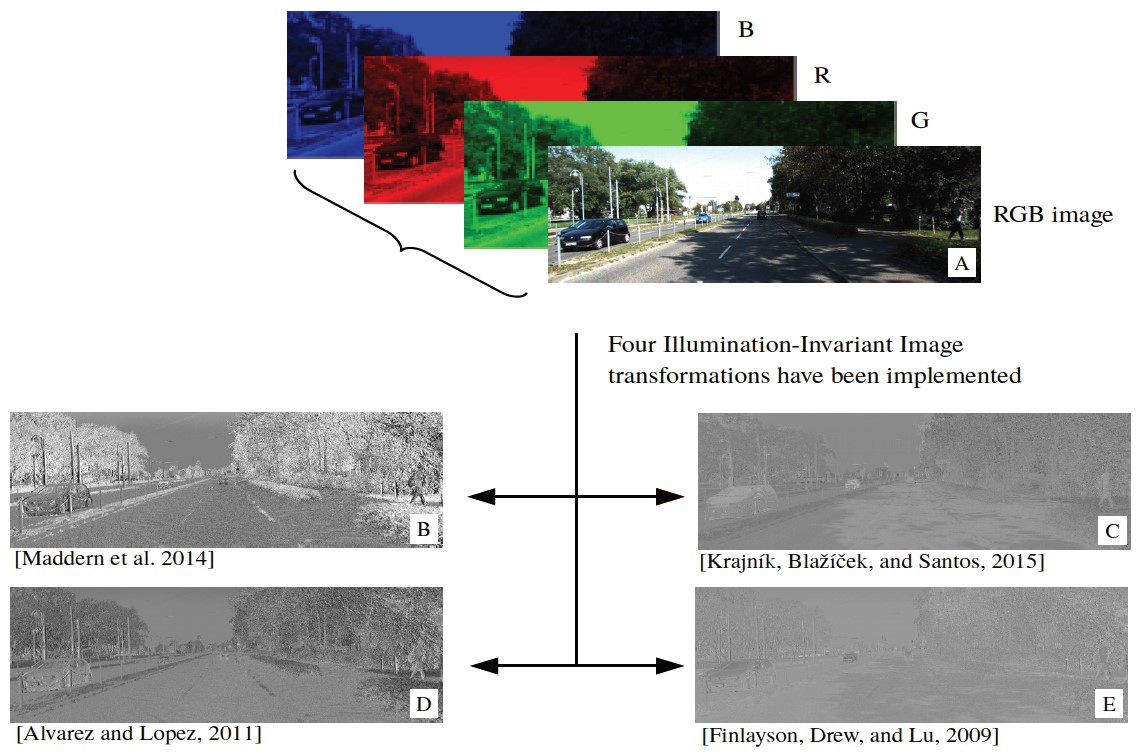 B
R
G
RGB image
A
Four Illumination-Invariant Image
transformations have been implemented
B
[Maddern et al. 2014]
C
[Krajník, Blažíček, and Santos, 2015]
D
[Alvarez and Lopez, 2011]
E
[Finlayson, Drew, and Lu, 2009]